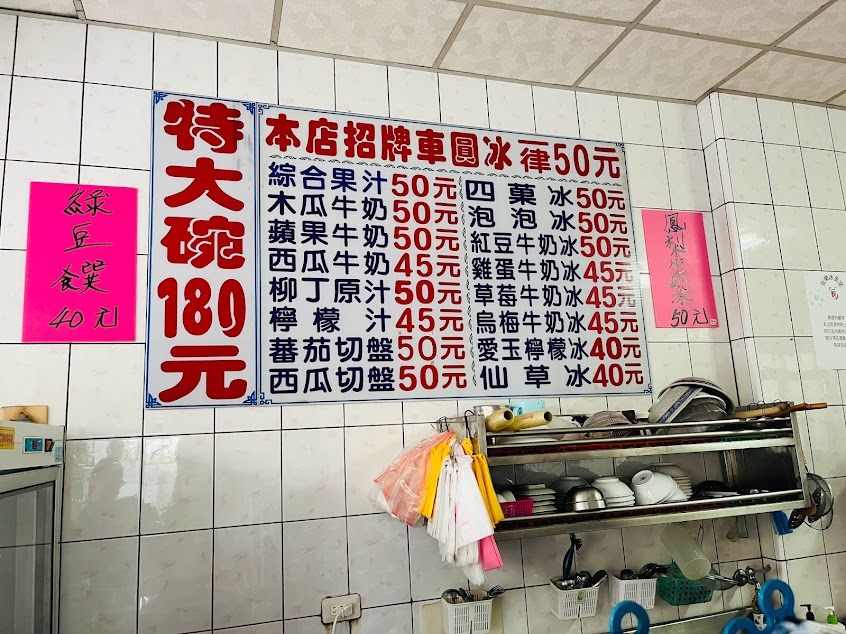 綠豆饌
40元
特大碗180元
本店招牌車圓冰一律50元
綜合果汁50元
木瓜牛奶50元
蘋果牛奶50元
西瓜牛奶45元
柳丁原汁50元
檸檬汁45元
蕃茄切盤50元
西瓜切盤50元
四菓冰50元
泡泡冰50元
紅豆牛奶冰50元
雞蛋牛奶冰45元
草莓牛奶冰45元
烏梅牛奶冰45元
愛玉檸檬冰40元
仙草冰40元
鳳梨牛奶冰
50元